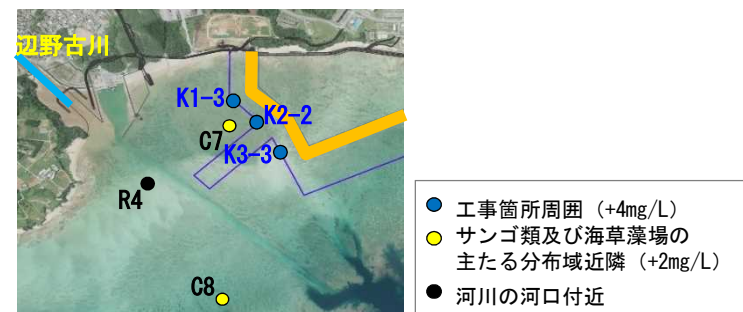 辺野古川
K1-3
K2-2
C7
K3-3
R4
C8
工事箇所周囲（+4mg/L）
サンゴ類及び海草藻場の
主たる分布域近隣（+2mg/L）
河川の河口付近